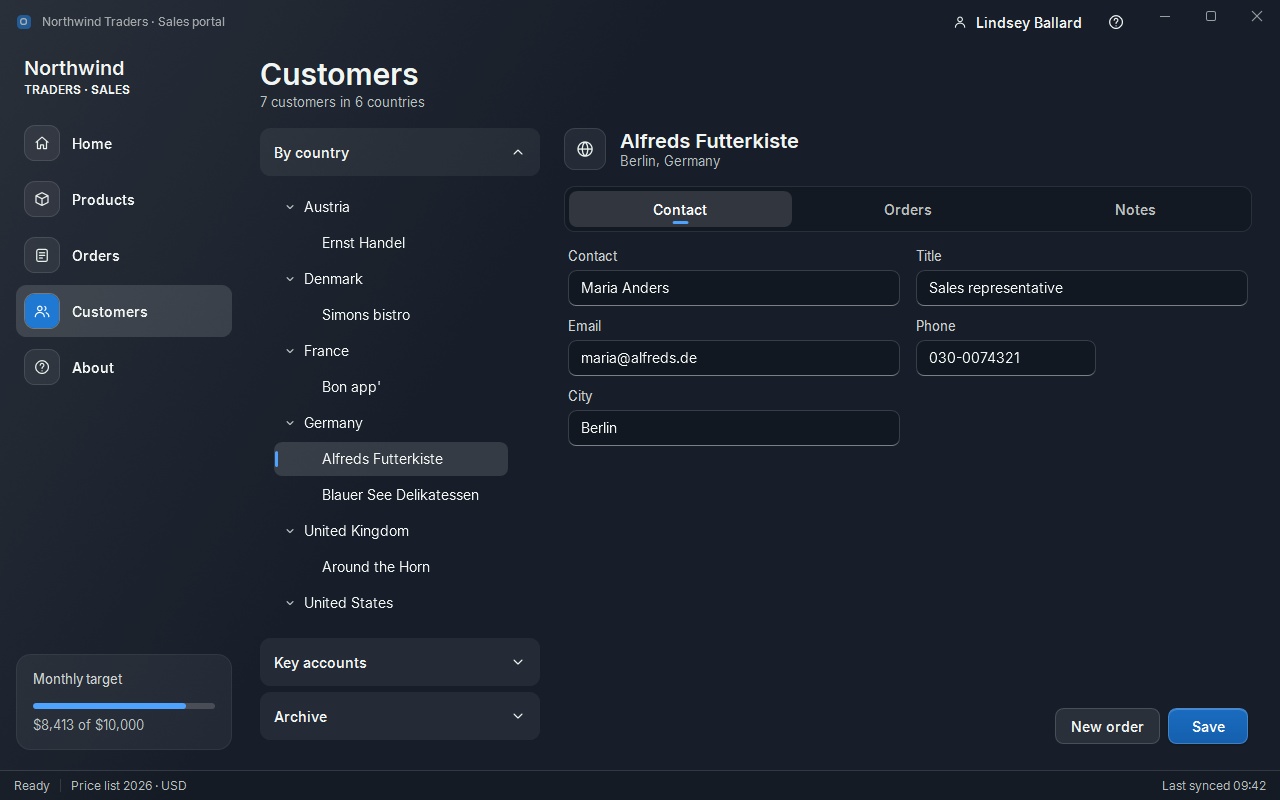 Northwind Traders · Sales portal
Lindsey Ballard
Northwind
TRADERS · SALES
Home
Products
Orders
Customers
About
Monthly target
$8,413 of $10,000
Customers
7 customers in 6 countries
By country
Austria
Ernst Handel
Denmark
Simons bistro
France
Bon app'
Germany
Alfreds Futterkiste
Blauer See Delikatessen
United Kingdom
Around the Horn
United States
Key accounts
Archive
Alfreds Futterkiste
Berlin, Germany
Contact Orders Notes
Contact Title
Maria Anders Sales representative
Email Phone
maria@alfreds.de 030-0074321
City
Berlin
New order Save
Ready Price list 2026 · USD Last synced 09:42